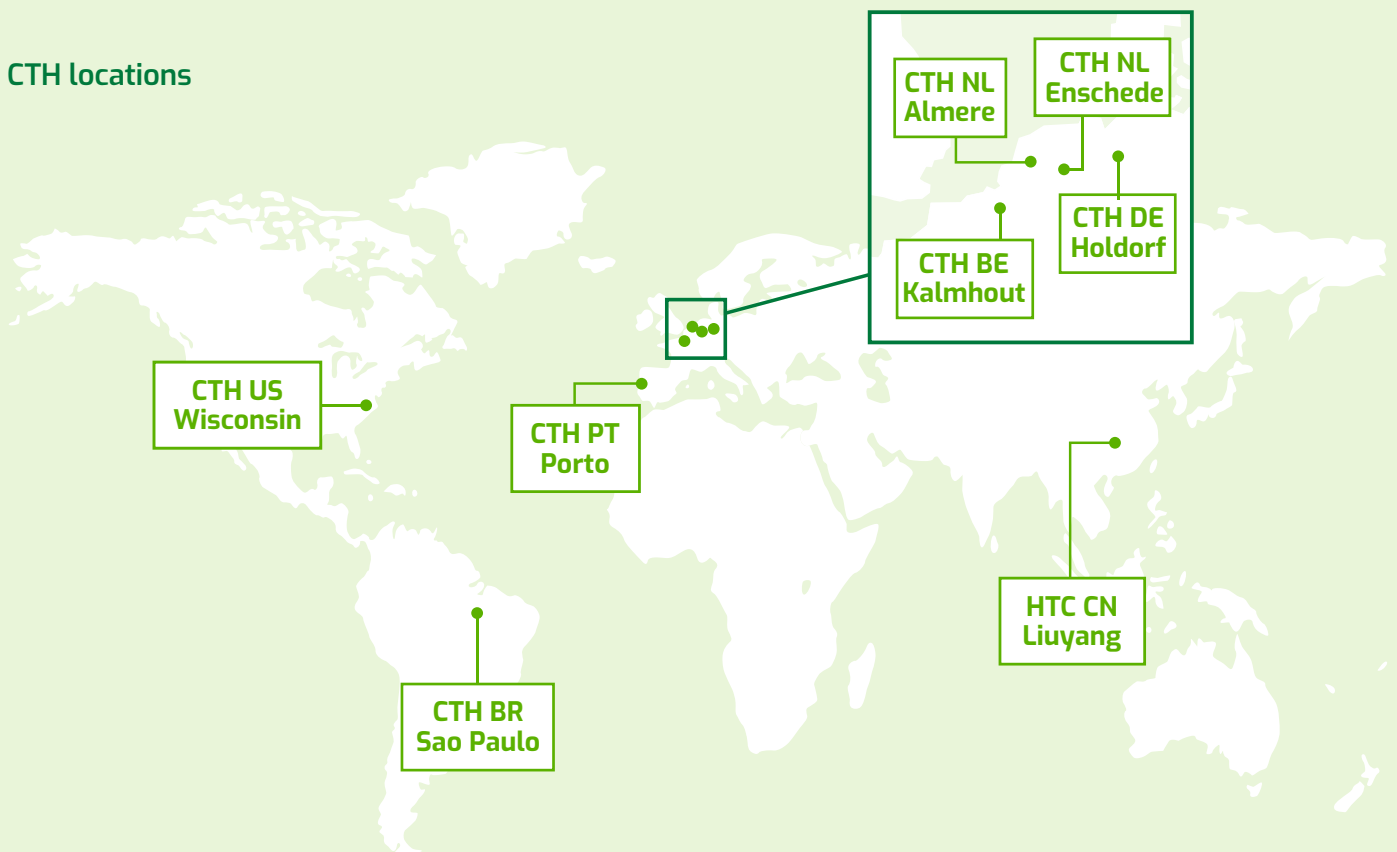 CTH locations
CTH NL
Almere
CTH NL
Enschede
CTH DE
Holdorf
CTH BE
Kalmhout
CTH US
Wisconsin
CTH PT
Porto
HTC CN
Liuyang
CTH BR
Sao Paulo